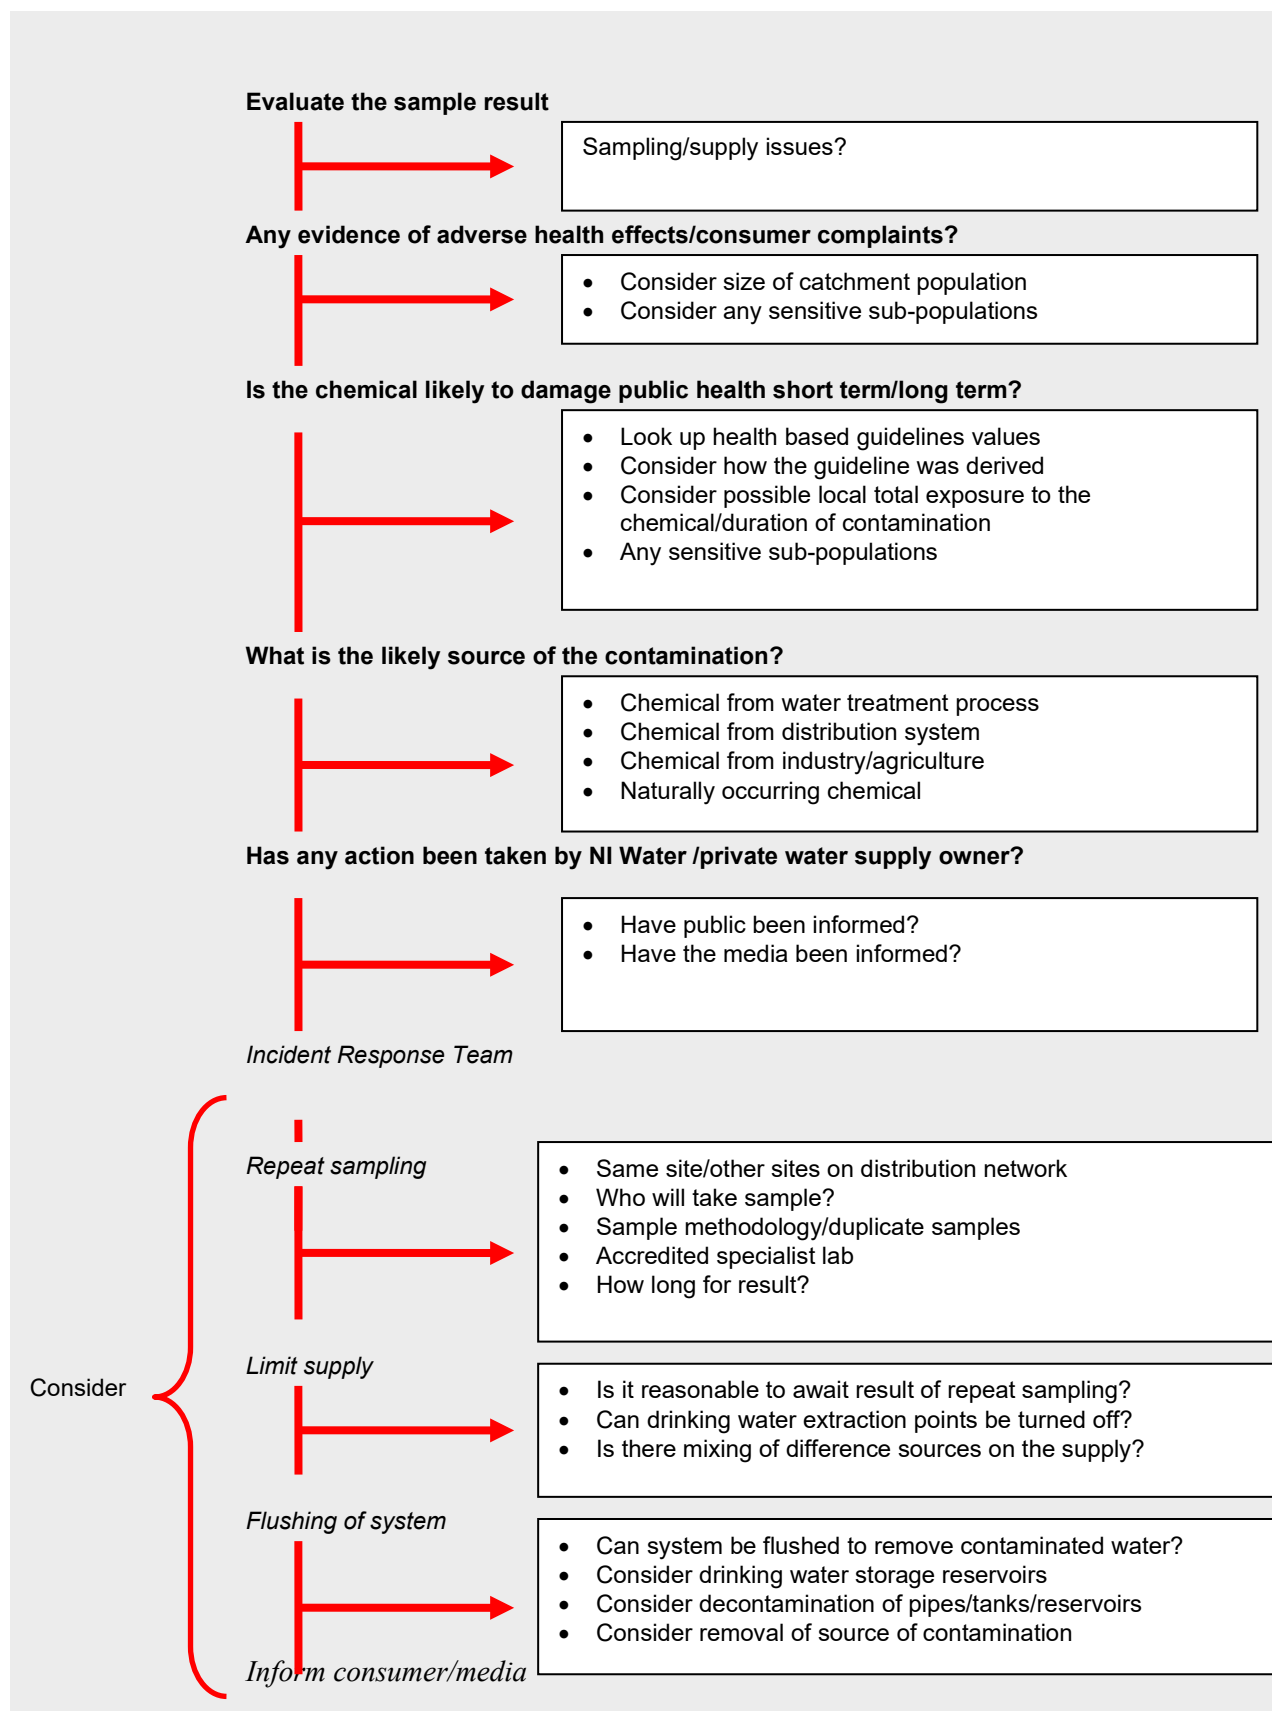 Evaluate the sample result
Sampling/supply issues?
Any evidence of adverse health effects/consumer complaints?
• Consider size of catchment population
• Consider any sensitive sub-populations
Is the chemical likely to damage public health short term/long term?
• Look up health based guidelines values
• Consider how the guideline was derived
• Consider possible local total exposure to the
chemical/duration of contamination
• Any sensitive sub-populations
What is the likely source of the contamination?
• Chemical from water treatment process
• Chemical from distribution system
• Chemical from industry/agriculture
• Naturally occurring chemical
Has any action been taken by NI Water /private water supply owner?
• Have public been informed?
• Have the media been informed?
Incident Response Team
Consider
Repeat sampling
• Same site/other sites on distribution network
• Who will take sample?
• Sample methodology/duplicate samples
• Accredited specialist lab
• How long for result?
Limit supply
• Is it reasonable to await result of repeat sampling?
• Can drinking water extraction points be turned off?
• Is there mixing of difference sources on the supply?
Flushing of system
• Can system be flushed to remove contaminated water?
• Consider drinking water storage reservoirs
• Consider decontamination of pipes/tanks/reservoirs
• Consider removal of source of contamination
Inform consumer/media